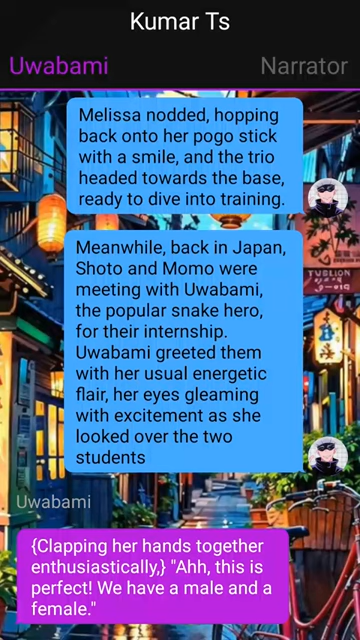 Kumar Ts
Uwabami
Narrator
Melissa nodded, hopping
back onto her pogo stick
with a smile, and the trio
headed towards the base,
ready to dive into training.
Meanwhile, back in Japan,
Shoto and Momo were
meeting with Uwabami,
the popular snake hero,
for their internship.
Uwabami greeted them
with her usual energetic
flair, her eyes gleaming
with excitement as she
looked over the two
students
Uwabami
{Clapping her hands together
enthusiastically,} "Ahh, this is
perfect! We have a male and a
female."